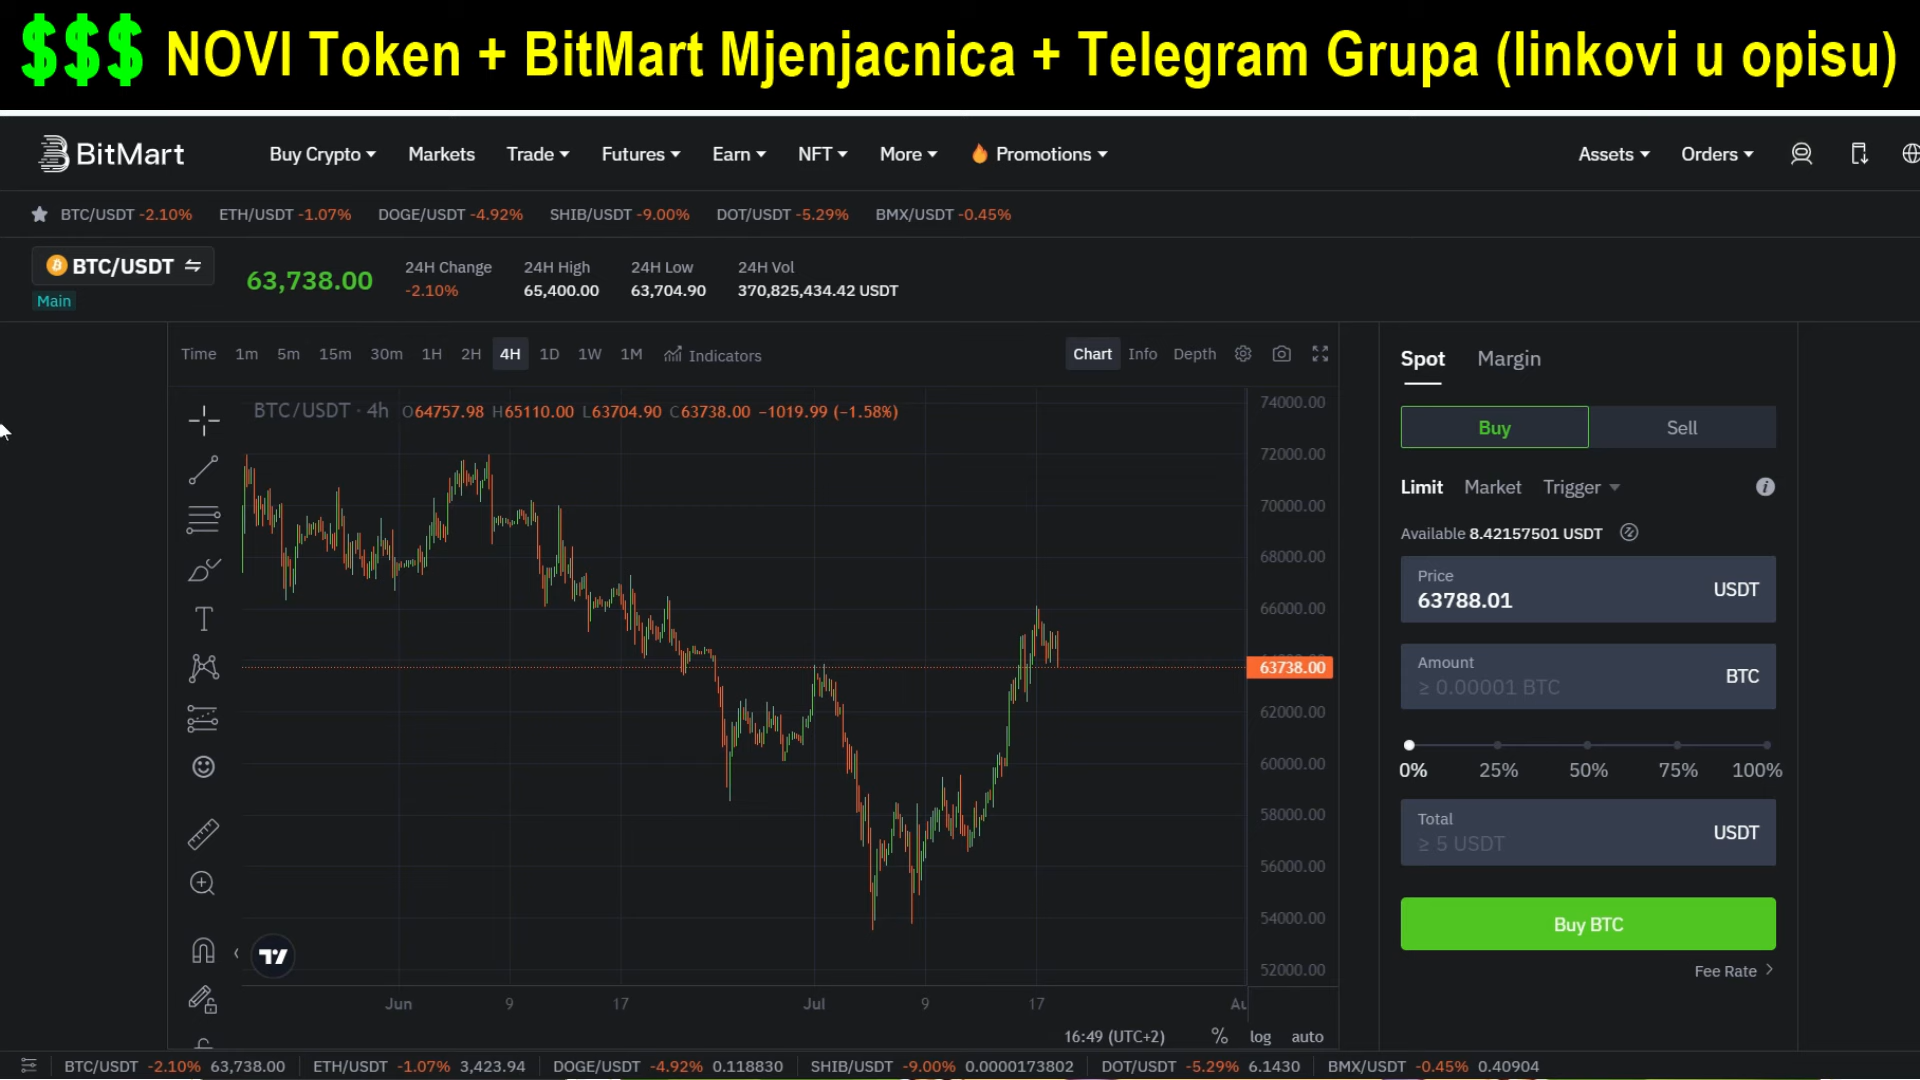 $$$ NOVI Token + BitMart Mjenjacnica + Telegram Grupa (linkovi u opisu)
BitMart Buy Crypto Markets Trade Futures Earn NFT More Promotions Assets Orders
BTC/USDT -2.10% ETH/USDT -1.07% DOGE/USDT -4.92% SHIB/USDT -9.00% DOT/USDT -5.29% BMX/USDT -0.45%
BTC/USDT
Main
63,738.00
24H Change
-2.10%
24H High
65,400.00
24H Low
63,704.90
24H Vol
370,825,434.42 USDT
Time 1m 5m 15m 30m 1H 2H 4H 1D 1W 1M Indicators Chart Info Depth
BTC/USDT · 4h O64757.98 H65110.00 L63704.90 C63738.00 −1019.99 (−1.58%)
74000.00
72000.00
70000.00
68000.00
66000.00
63738.00
62000.00
60000.00
58000.00
56000.00
54000.00
52000.00
Jun 9 17 Jul 9 17
16:49 (UTC+2) % log auto
Spot Margin
Buy Sell
Limit Market Trigger
Available 8.42157501 USDT
Price
63788.01 USDT
Amount
≥ 0.00001 BTC BTC
0% 25% 50% 75% 100%
Total
≥ 5 USDT USDT
Buy BTC
Fee Rate
BTC/USDT -2.10% 63,738.00 ETH/USDT -1.07% 3,423.94 DOGE/USDT -4.92% 0.118830 SHIB/USDT -9.00% 0.0000173802 DOT/USDT -5.29% 6.1430 BMX/USDT -0.45% 0.40904